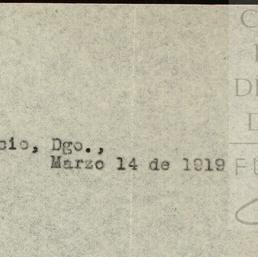 cio, Dgo.,
Marzo 14 de 1919